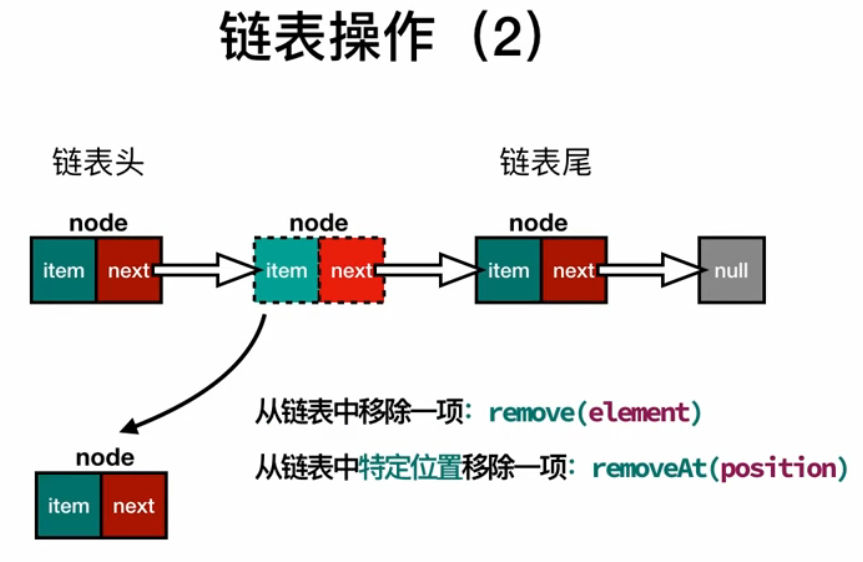 链表操作（2）
链表头
链表尾
node
node
node
item next
item next
item next
null
从链表中移除一项：remove(element)
从链表中特定位置移除一项：removeAt(position)
node
item next